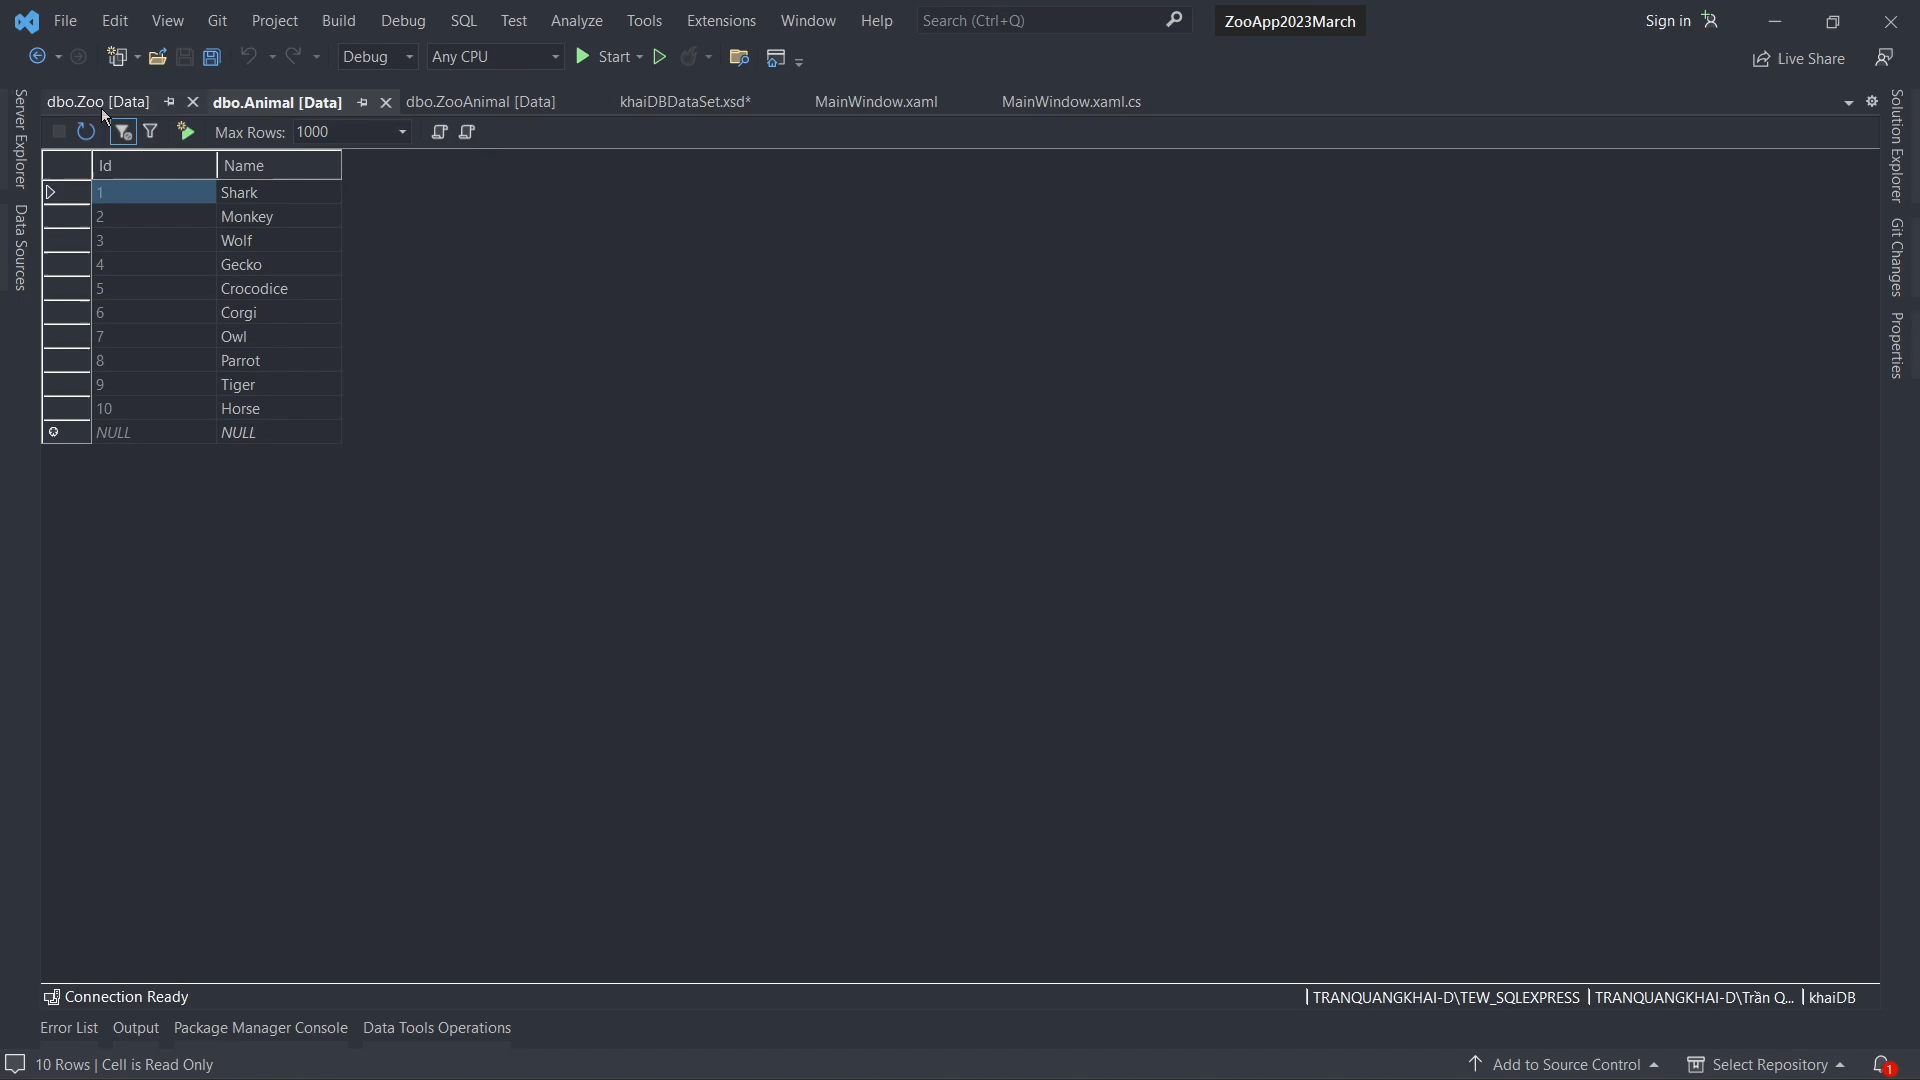 File Edit View Git Project Build Debug SQL Test Analyze Tools Extensions Window Help Search (Ctrl+Q) ZooApp2023March Sign in
Debug Any CPU Start Live Share
dbo.Zoo [Data] dbo.Animal [Data] dbo.ZooAnimal [Data] khaiDBDataSet.xsd* MainWindow.xaml MainWindow.xaml.cs
Max Rows: 1000
Server Explorer
Data Sources
Id Name
1 Shark
2 Monkey
3 Wolf
4 Gecko
5 Crocodice
6 Corgi
7 Owl
8 Parrot
9 Tiger
10 Horse
NULL NULL
Solution Explorer
Git Changes
Properties
Connection Ready TRANQUANGKHAI-D\TEW_SQLEXPRESS TRANQUANGKHAI-D\Trần Q... khaiDB
Error List Output Package Manager Console Data Tools Operations
10 Rows | Cell is Read Only Add to Source Control Select Repository 1